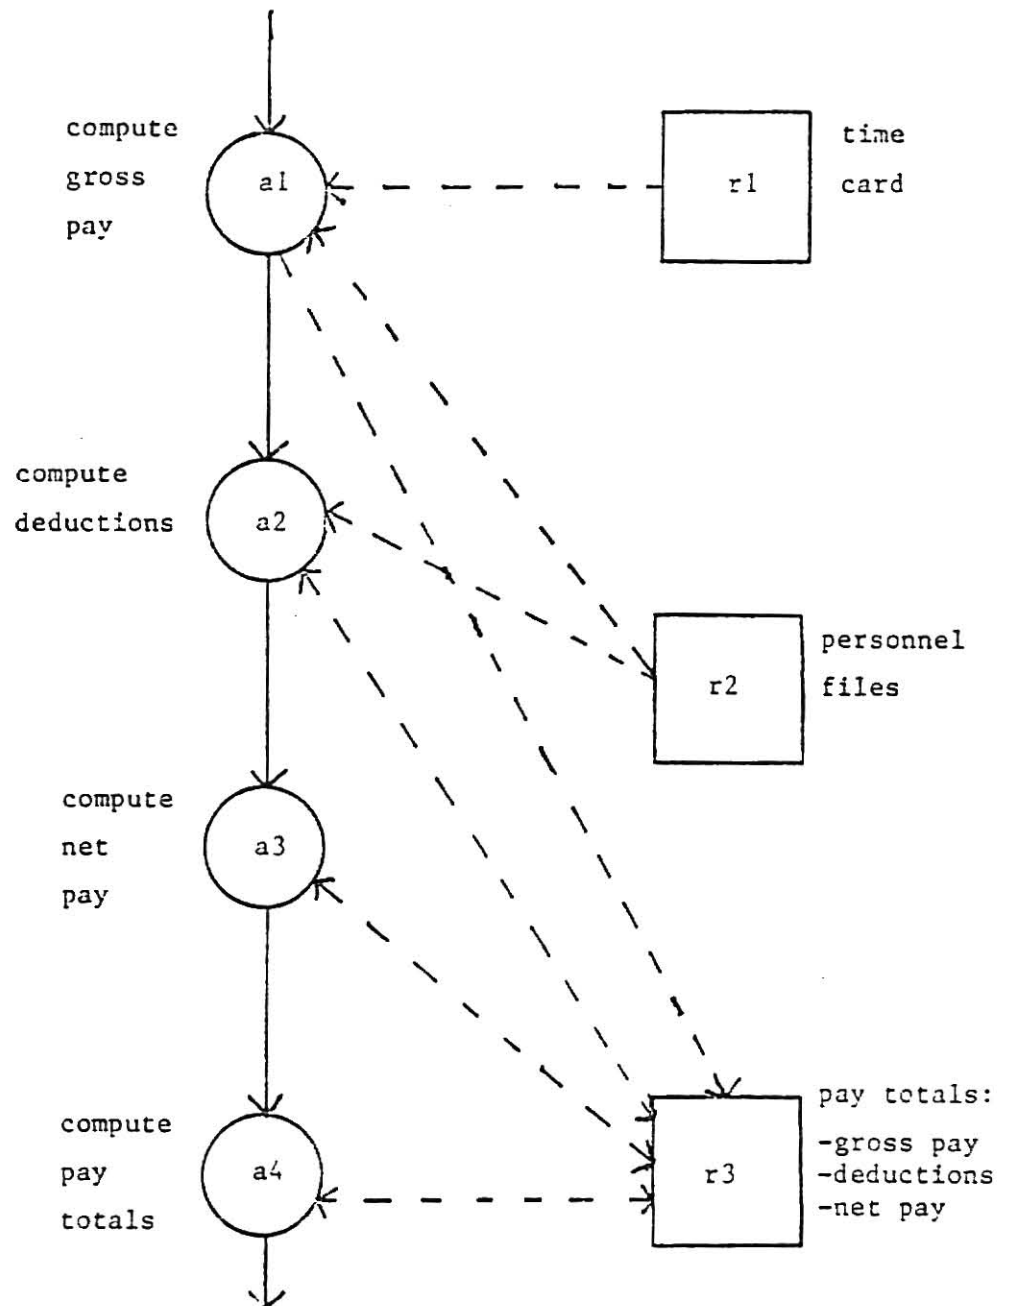 compute
gross
pay
a1
r1
time
card
compute
deductions
a2
r2
personnel
files
compute
net
pay
a3
compute
pay
totals
a4
r3
pay totals:
-gross pay
-deductions
-net pay